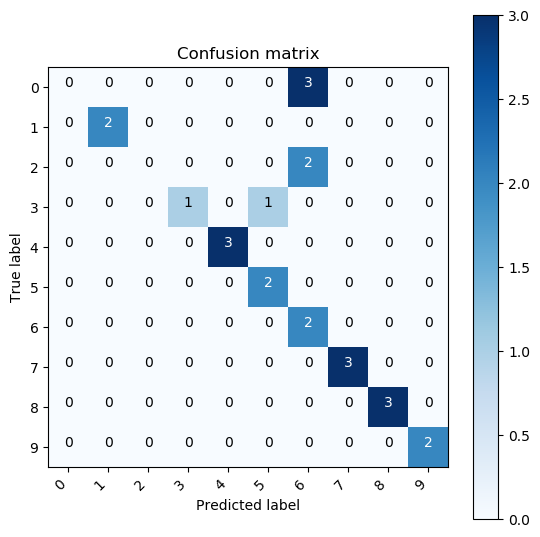 Confusion matrix
0 0 0 0 0 0 0 3 0 0 0
1 0 2 0 0 0 0 0 0 0 0
2 0 0 0 0 0 0 2 0 0 0
3 0 0 0 1 0 1 0 0 0 0
4 0 0 0 0 3 0 0 0 0 0
5 0 0 0 0 0 2 0 0 0 0
6 0 0 0 0 0 0 2 0 0 0
7 0 0 0 0 0 0 0 3 0 0
8 0 0 0 0 0 0 0 0 3 0
9 0 0 0 0 0 0 0 0 0 2
0 1 2 3 4 5 6 7 8 9
True label
Predicted label
3.0
2.5
2.0
1.5
1.0
0.5
0.0